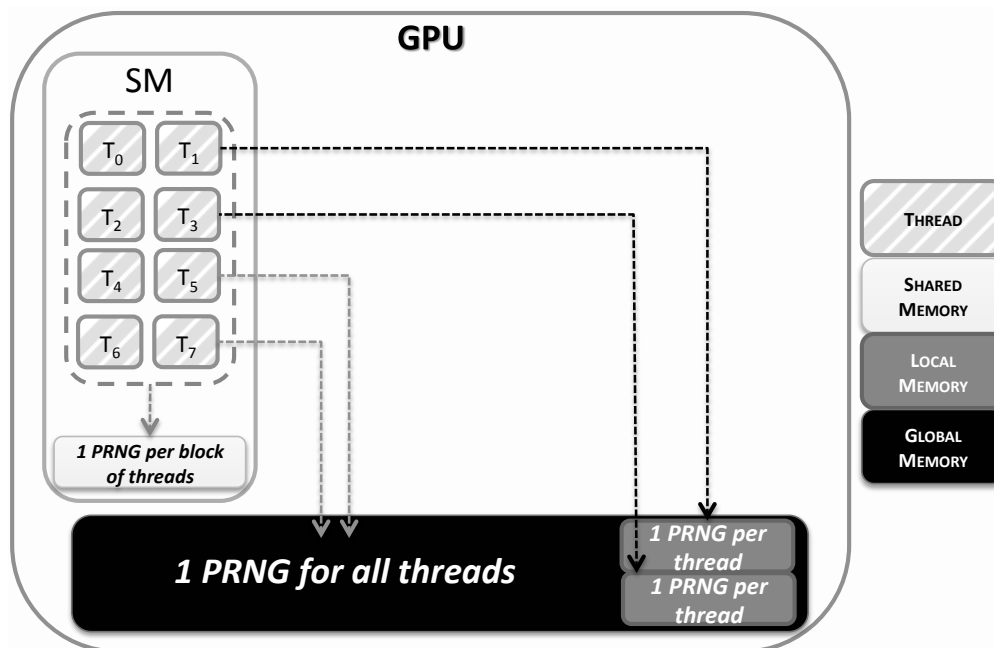 GPU
SM
T0 T1
T2 T3
T4 T5
T6 T7
1 PRNG per block
of threads
1 PRNG for all threads
1 PRNG per
thread
1 PRNG per
thread
THREAD
SHARED
MEMORY
LOCAL
MEMORY
GLOBAL
MEMORY